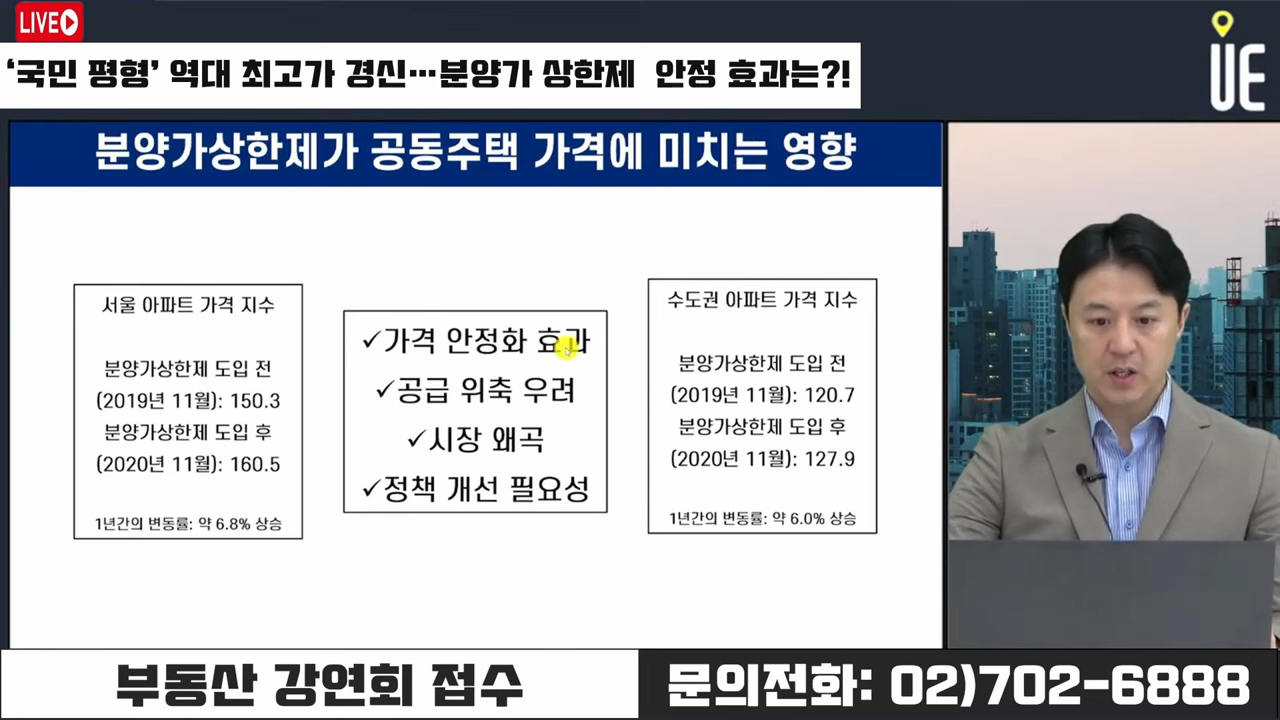 LIVE
UE
‘국민 평형’ 역대 최고가 경신…분양가 상한제 안정 효과는?!
분양가상한제가 공동주택 가격에 미치는 영향
서울 아파트 가격 지수
분양가상한제 도입 전
(2019년 11월): 150.3
분양가상한제 도입 후
(2020년 11월): 160.5
1년간의 변동률: 약 6.8% 상승
✓가격 안정화 효과
✓공급 위축 우려
✓시장 왜곡
✓정책 개선 필요성
수도권 아파트 가격 지수
분양가상한제 도입 전
(2019년 11월): 120.7
분양가상한제 도입 후
(2020년 11월): 127.9
1년간의 변동률: 약 6.0% 상승
부동산 강연회 접수
문의전화: 02)702-6888